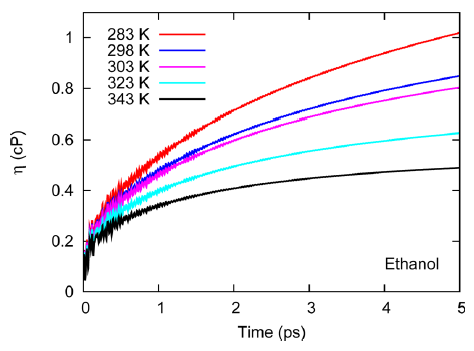 283 K
298 K
303 K
323 K
343 K
η (cP)
1
0.8
0.6
0.4
0.2
0
Ethanol
0 1 2 3 4 5
Time (ps)